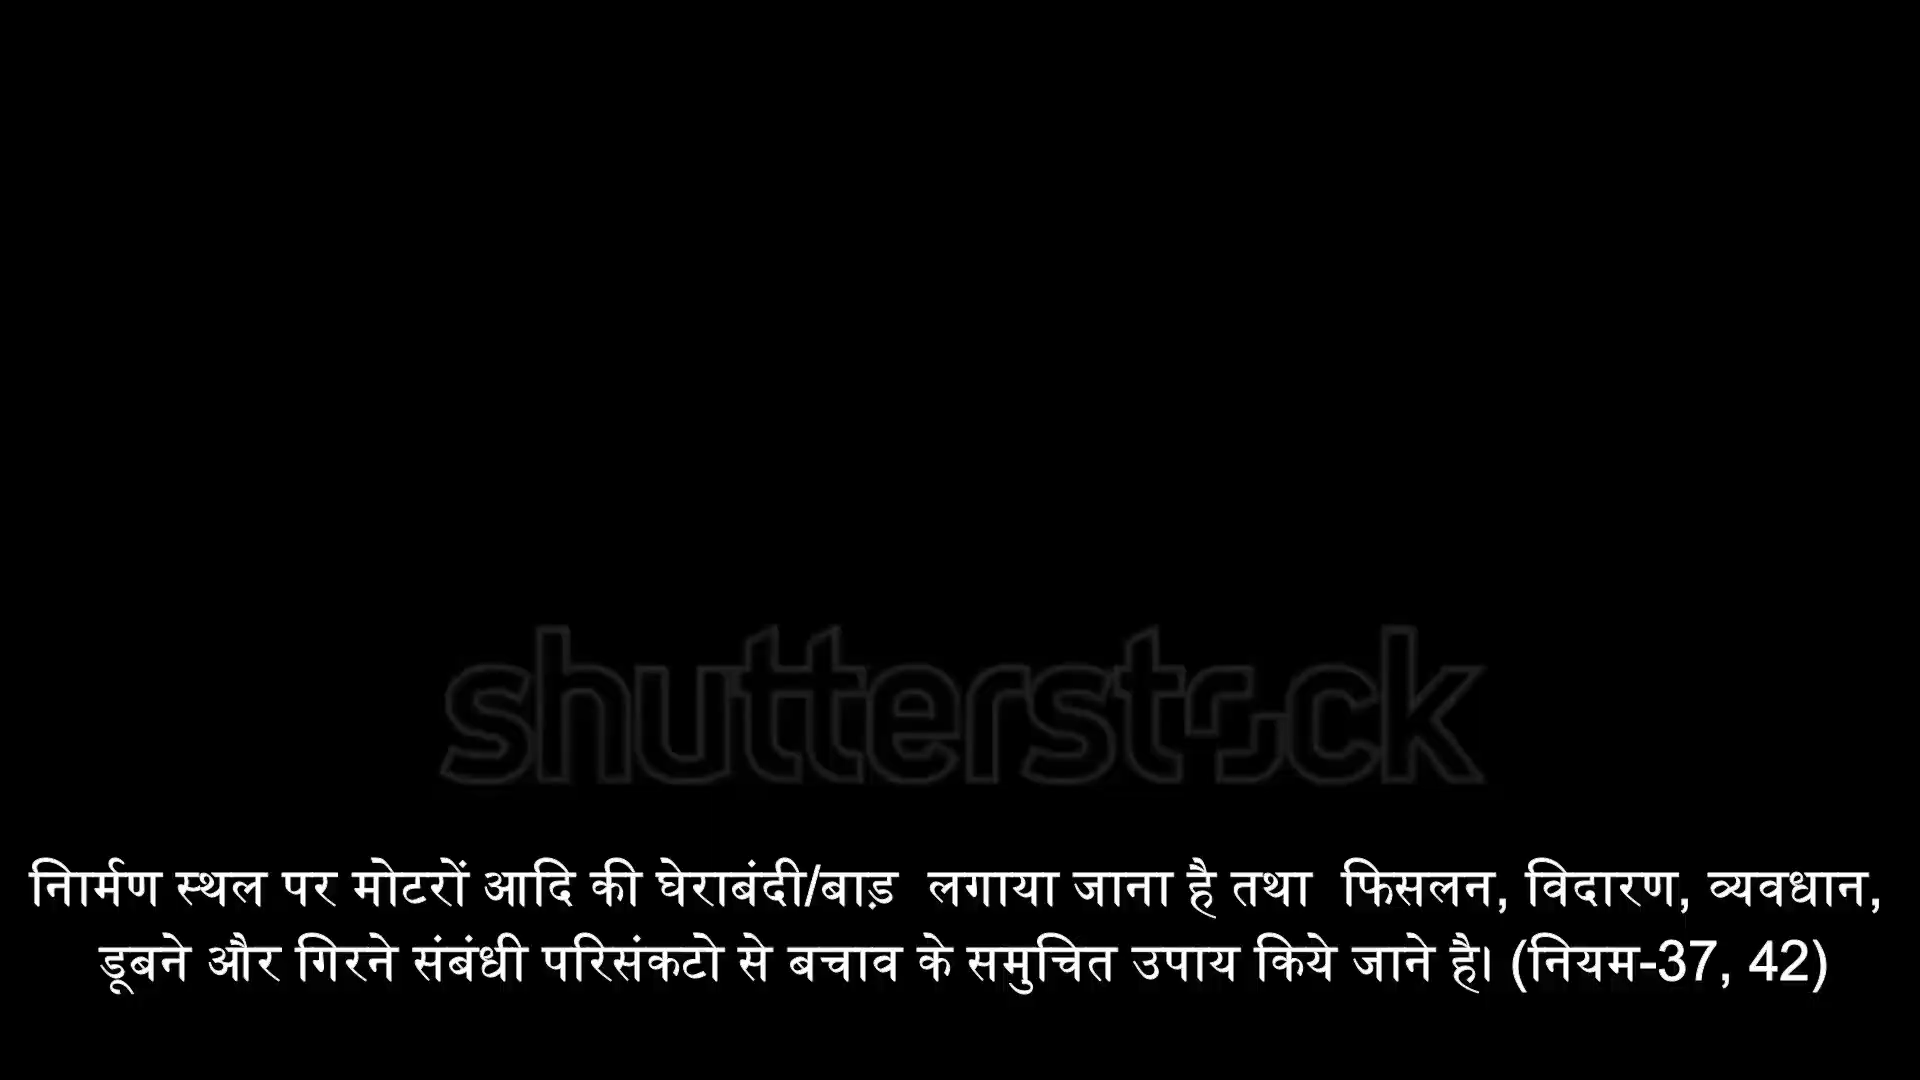 shutterstock
निार्मण स्थल पर मोटरों आदि की घेराबंदी/बाड़ लगाया जाना है तथा फिसलन, विदारण, व्यवधान,
डूबने और गिरने संबंधी परिसंकटो से बचाव के समुचित उपाय किये जाने है। (नियम-37, 42)